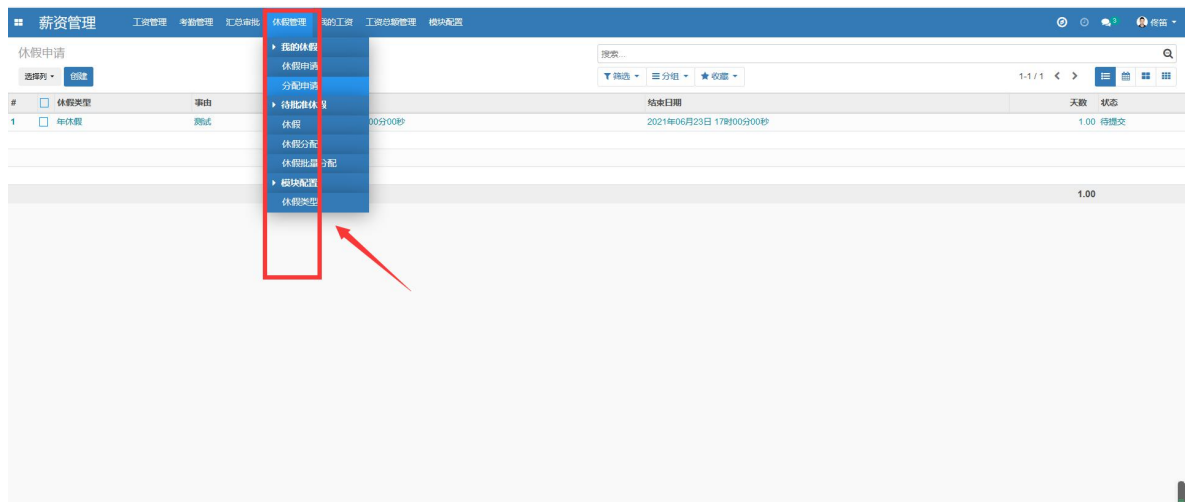 薪资管理 工资管理 考勤管理 汇总审批 休假管理 我的工资 工资总额管理 模块配置 3 佟笛
休假申请 搜索...
选择列 创建 筛选 分组 收藏 1-1 / 1
我的休假
休假申请
分配申请
待批准休假
休假
休假分配
休假批量分配
模块配置
休假类型
# 休假类型 事由 结束日期 天数 状态
1 年休假 测试 00分00秒 2021年06月23日 17时00分00秒 1.00 待提交
1.00